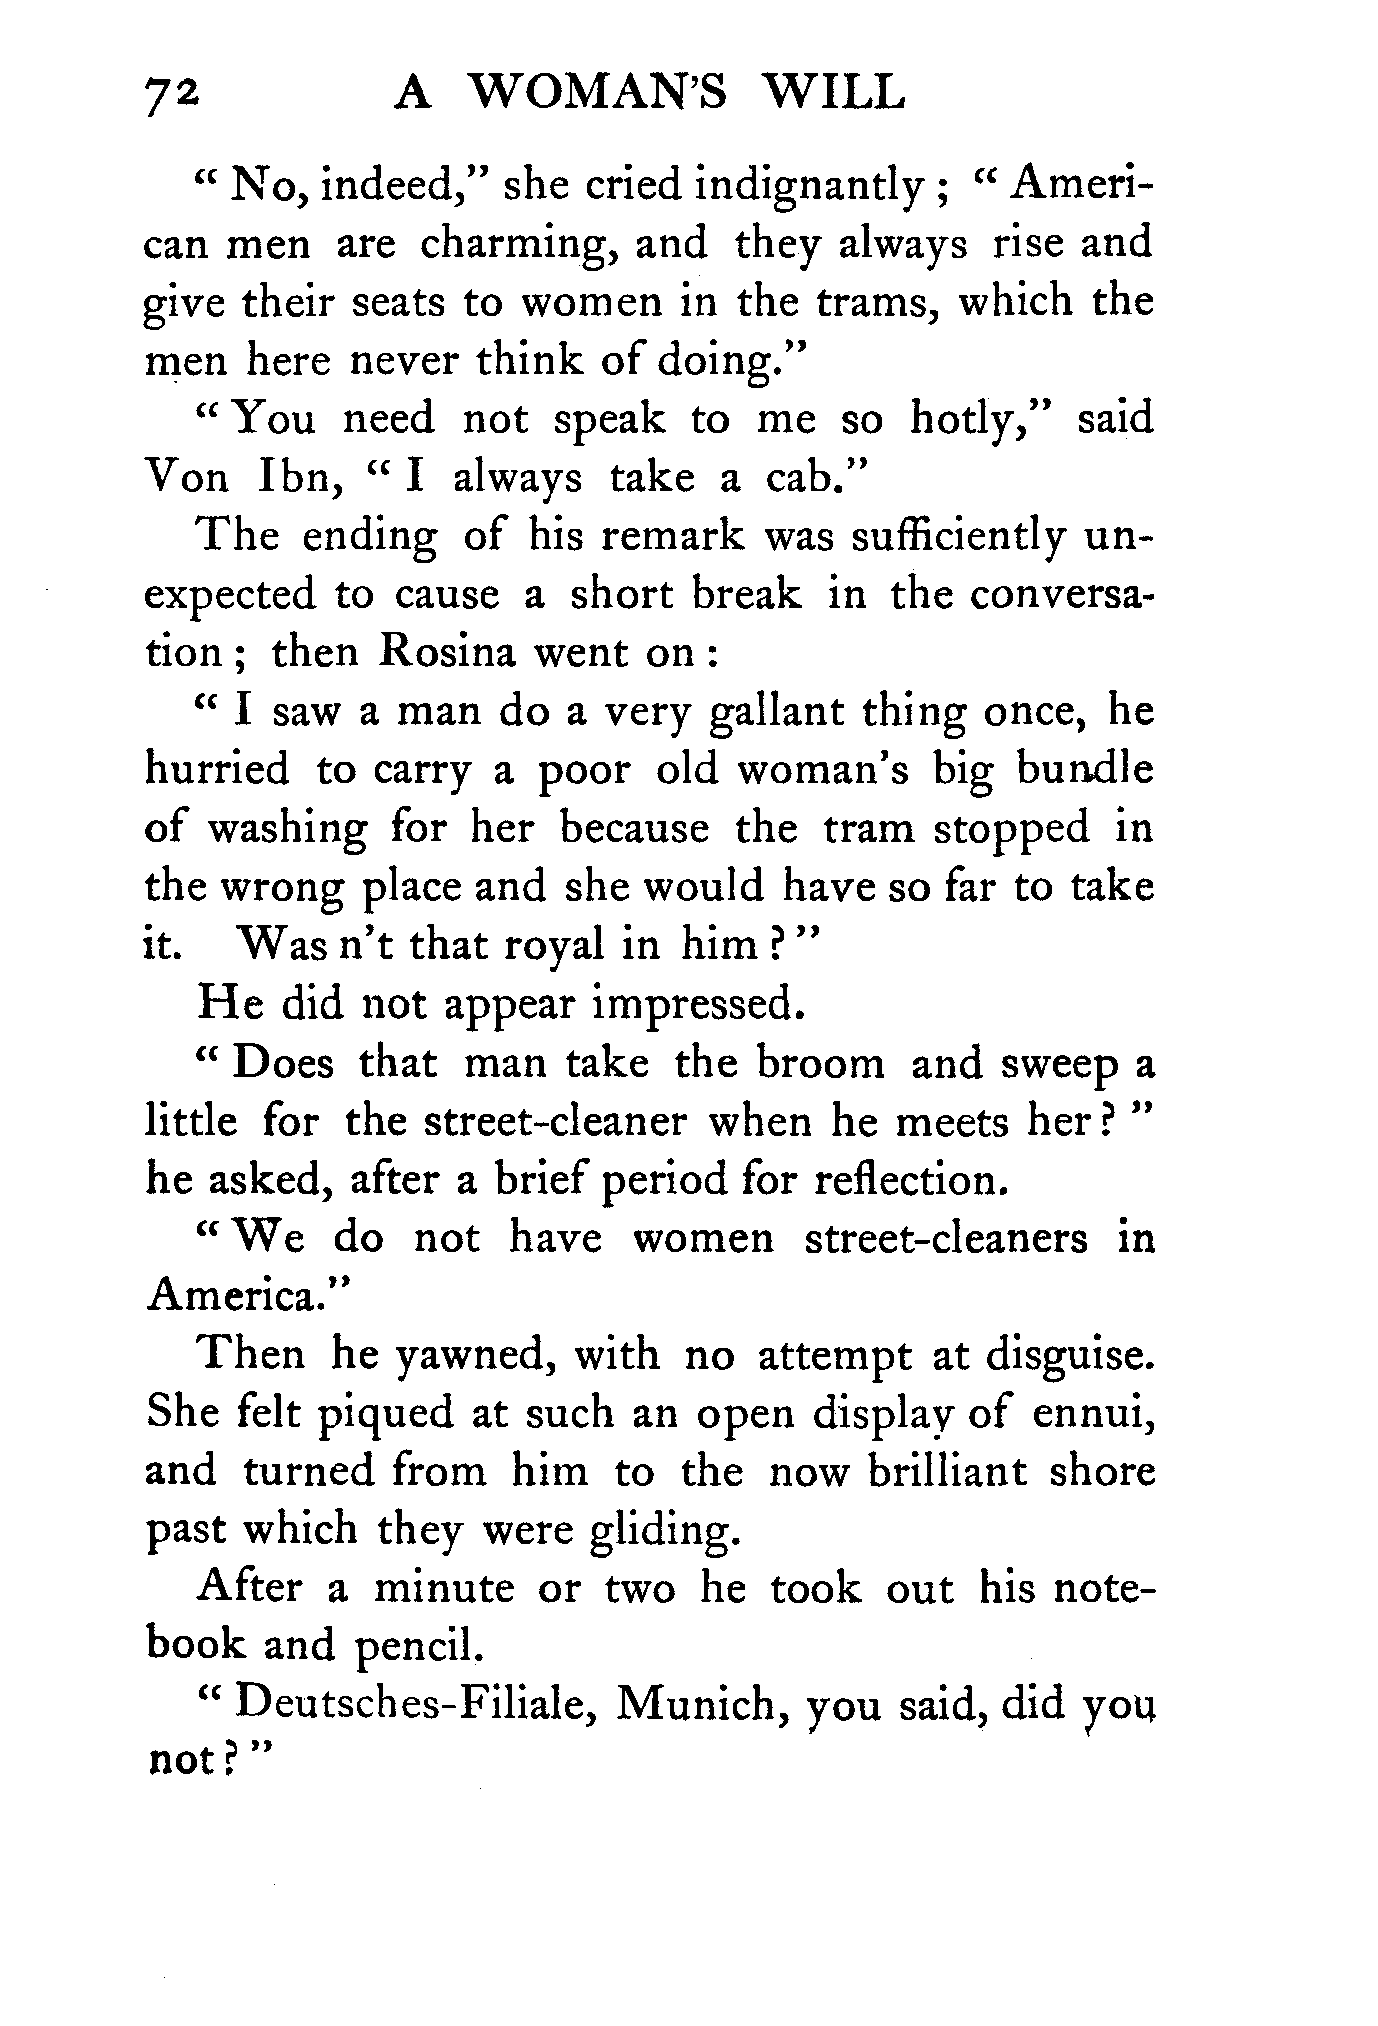 72 A WOMAN'S WILL
“ No, indeed,” she cried indignantly ; “ Ameri-
can men are charming, and they always rise and
give their seats to women in the trams, which the
men here never think of doing.”
“ You need not speak to me so hotly,” said
Von Ibn, “ I always take a cab.”
The ending of his remark was sufficiently un-
expected to cause a short break in the conversa-
tion ; then Rosina went on :
“ I saw a man do a very gallant thing once, he
hurried to carry a poor old woman's big bundle
of washing for her because the tram stopped in
the wrong place and she would have so far to take
it. Was n't that royal in him ? ”
He did not appear impressed.
“ Does that man take the broom and sweep a
little for the street-cleaner when he meets her ? ”
he asked, after a brief period for reflection.
“ We do not have women street-cleaners in
America.”
Then he yawned, with no attempt at disguise.
She felt piqued at such an open display of ennui,
and turned from him to the now brilliant shore
past which they were gliding.
After a minute or two he took out his note-
book and pencil.
“ Deutsches-Filiale, Munich, you said, did you
not ? ”